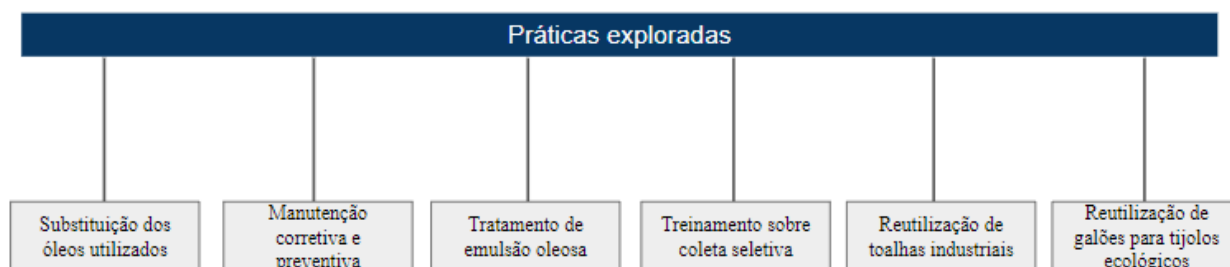 Práticas exploradas
Substituição dos
óleos utilizados
Manutenção
corretiva e
preventiva
Tratamento de
emulsão oleosa
Treinamento sobre
coleta seletiva
Reutilização de
toalhas industriais
Reutilização de
galões para tijolos
ecológicos